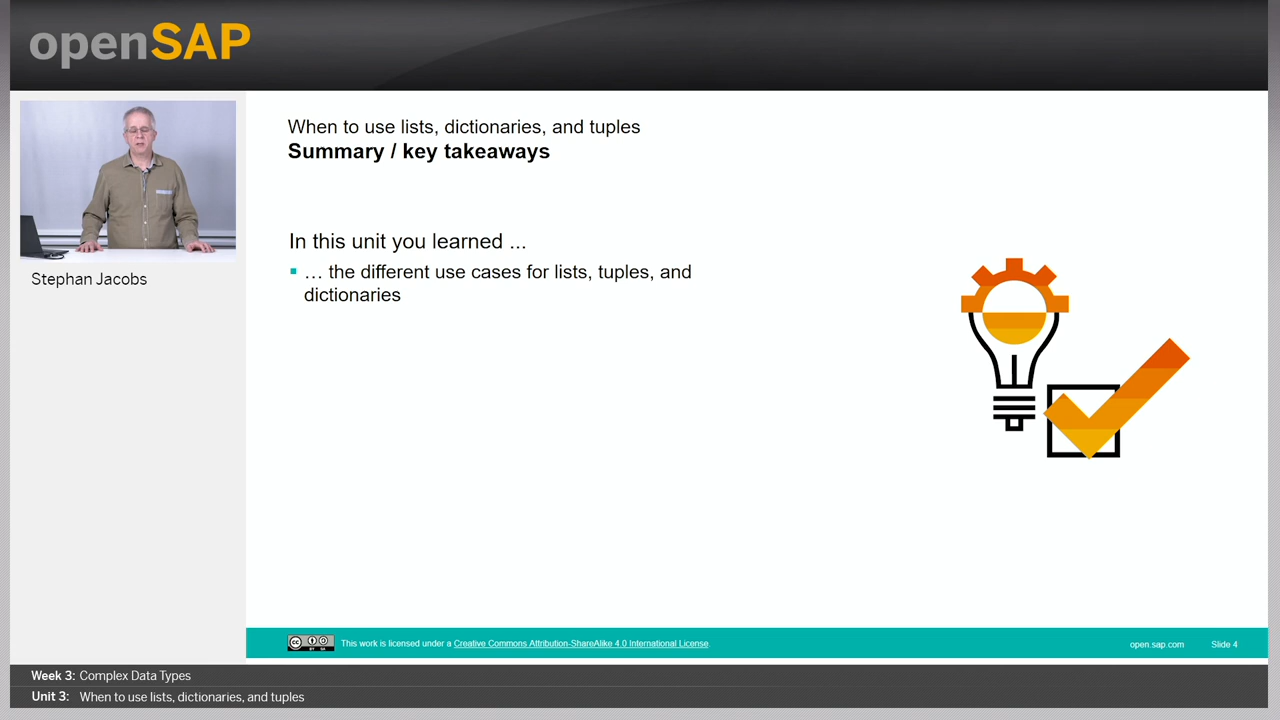 openSAP
When to use lists, dictionaries, and tuples
Summary / key takeaways
In this unit you learned ...
… the different use cases for lists, tuples, and
dictionaries
Stephan Jacobs
This work is licensed under a Creative Commons Attribution-ShareAlike 4.0 International License.
open.sap.com
Slide 4
Week 3: Complex Data Types
Unit 3: When to use lists, dictionaries, and tuples